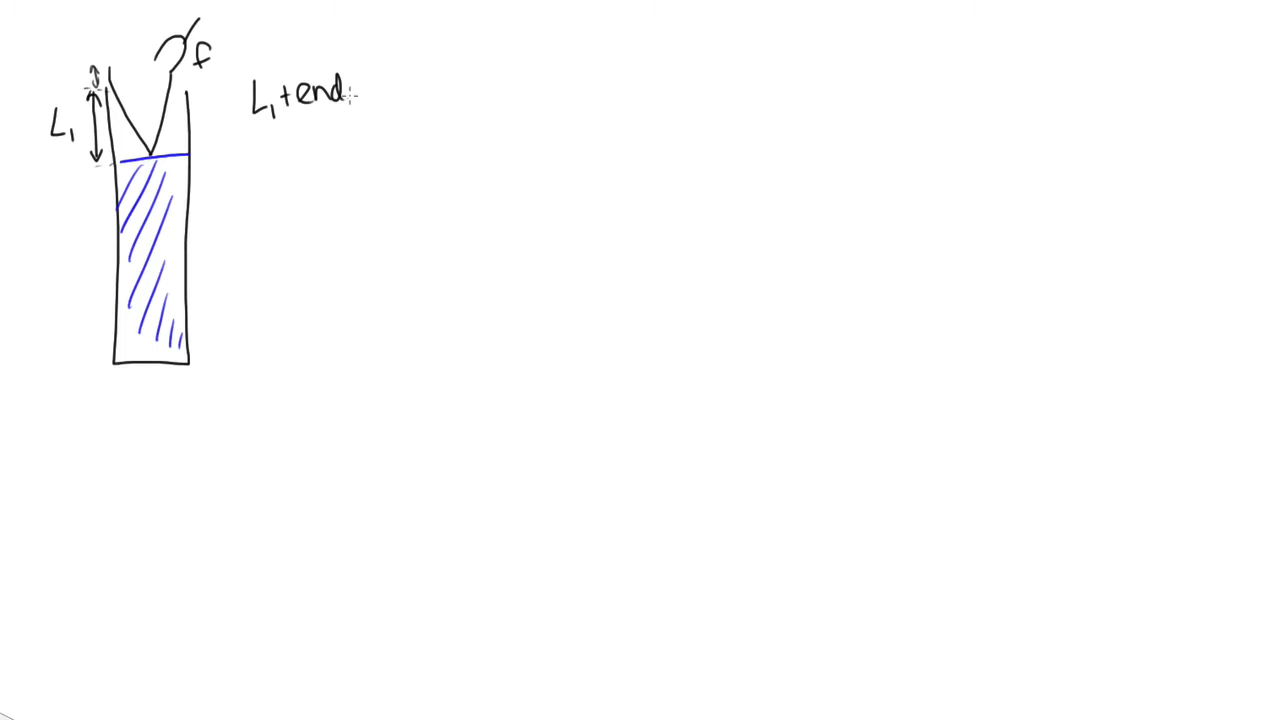 f
L₁ + end
L₁